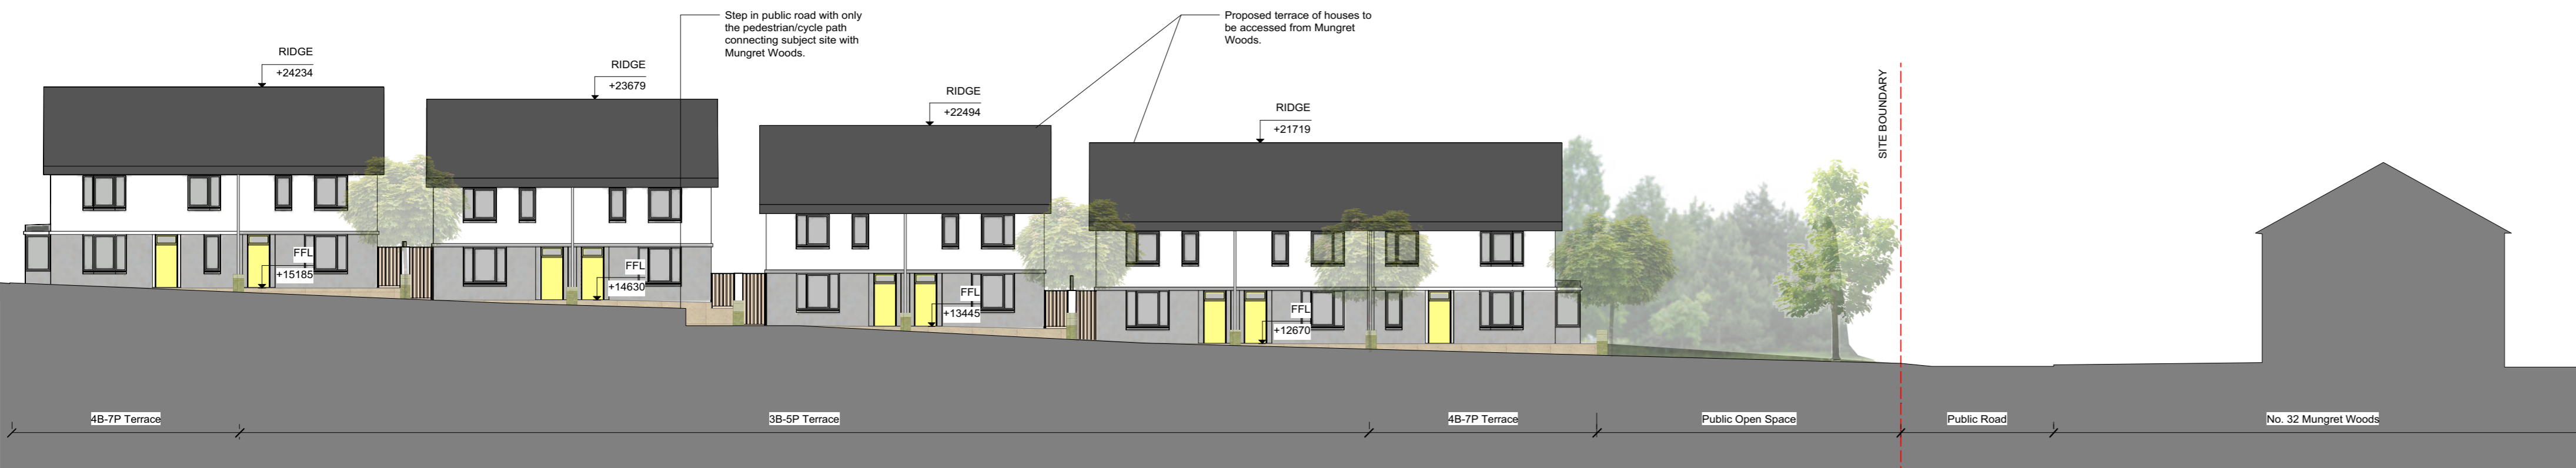 Step in public road with only
the pedestrian/cycle path
connecting subject site with
Mungret Woods.
Proposed terrace of houses to
be accessed from Mungret
Woods.
RIDGE
+24234
RIDGE
+23679
RIDGE
+22494
RIDGE
+21719
SITE BOUNDARY
FFL
+15185
FFL
+14630
FFL
+13445
FFL
+12670
4B-7P Terrace
3B-5P Terrace
4B-7P Terrace
Public Open Space
Public Road
No. 32 Mungret Woods